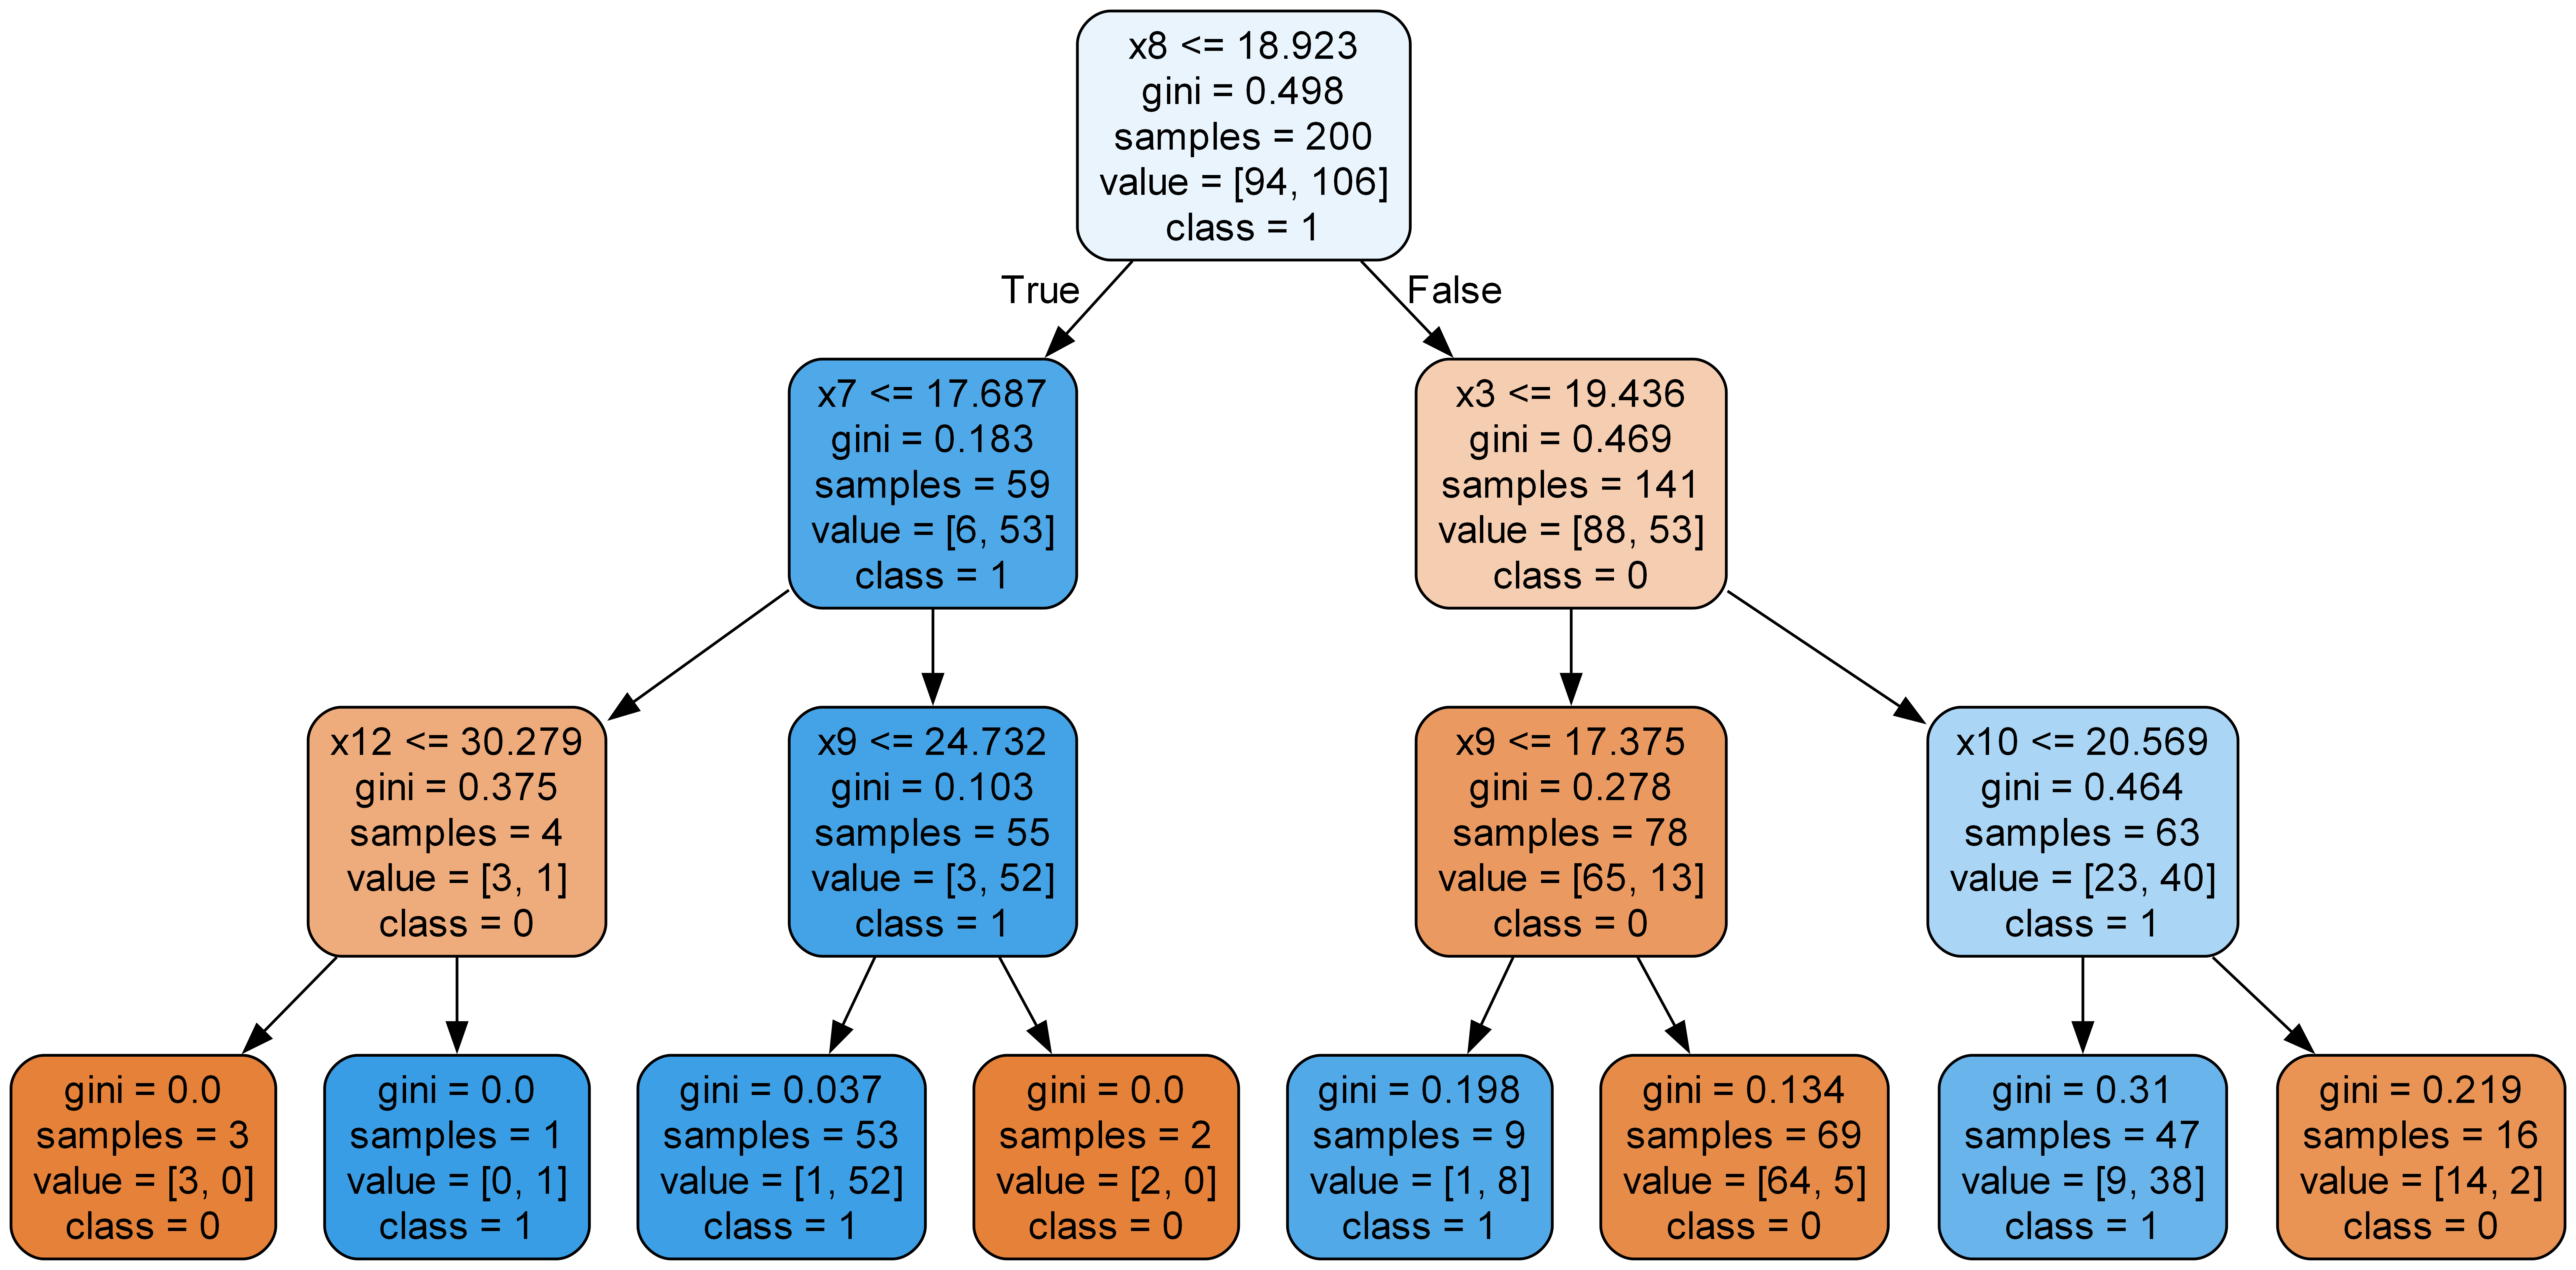 x8 <= 18.923
gini = 0.498
samples = 200
value = [94, 106]
class = 1
True
False
x7 <= 17.687
gini = 0.183
samples = 59
value = [6, 53]
class = 1
x3 <= 19.436
gini = 0.469
samples = 141
value = [88, 53]
class = 0
x12 <= 30.279
gini = 0.375
samples = 4
value = [3, 1]
class = 0
x9 <= 24.732
gini = 0.103
samples = 55
value = [3, 52]
class = 1
x9 <= 17.375
gini = 0.278
samples = 78
value = [65, 13]
class = 0
x10 <= 20.569
gini = 0.464
samples = 63
value = [23, 40]
class = 1
gini = 0.0
samples = 3
value = [3, 0]
class = 0
gini = 0.0
samples = 1
value = [0, 1]
class = 1
gini = 0.037
samples = 53
value = [1, 52]
class = 1
gini = 0.0
samples = 2
value = [2, 0]
class = 0
gini = 0.198
samples = 9
value = [1, 8]
class = 1
gini = 0.134
samples = 69
value = [64, 5]
class = 0
gini = 0.31
samples = 47
value = [9, 38]
class = 1
gini = 0.219
samples = 16
value = [14, 2]
class = 0